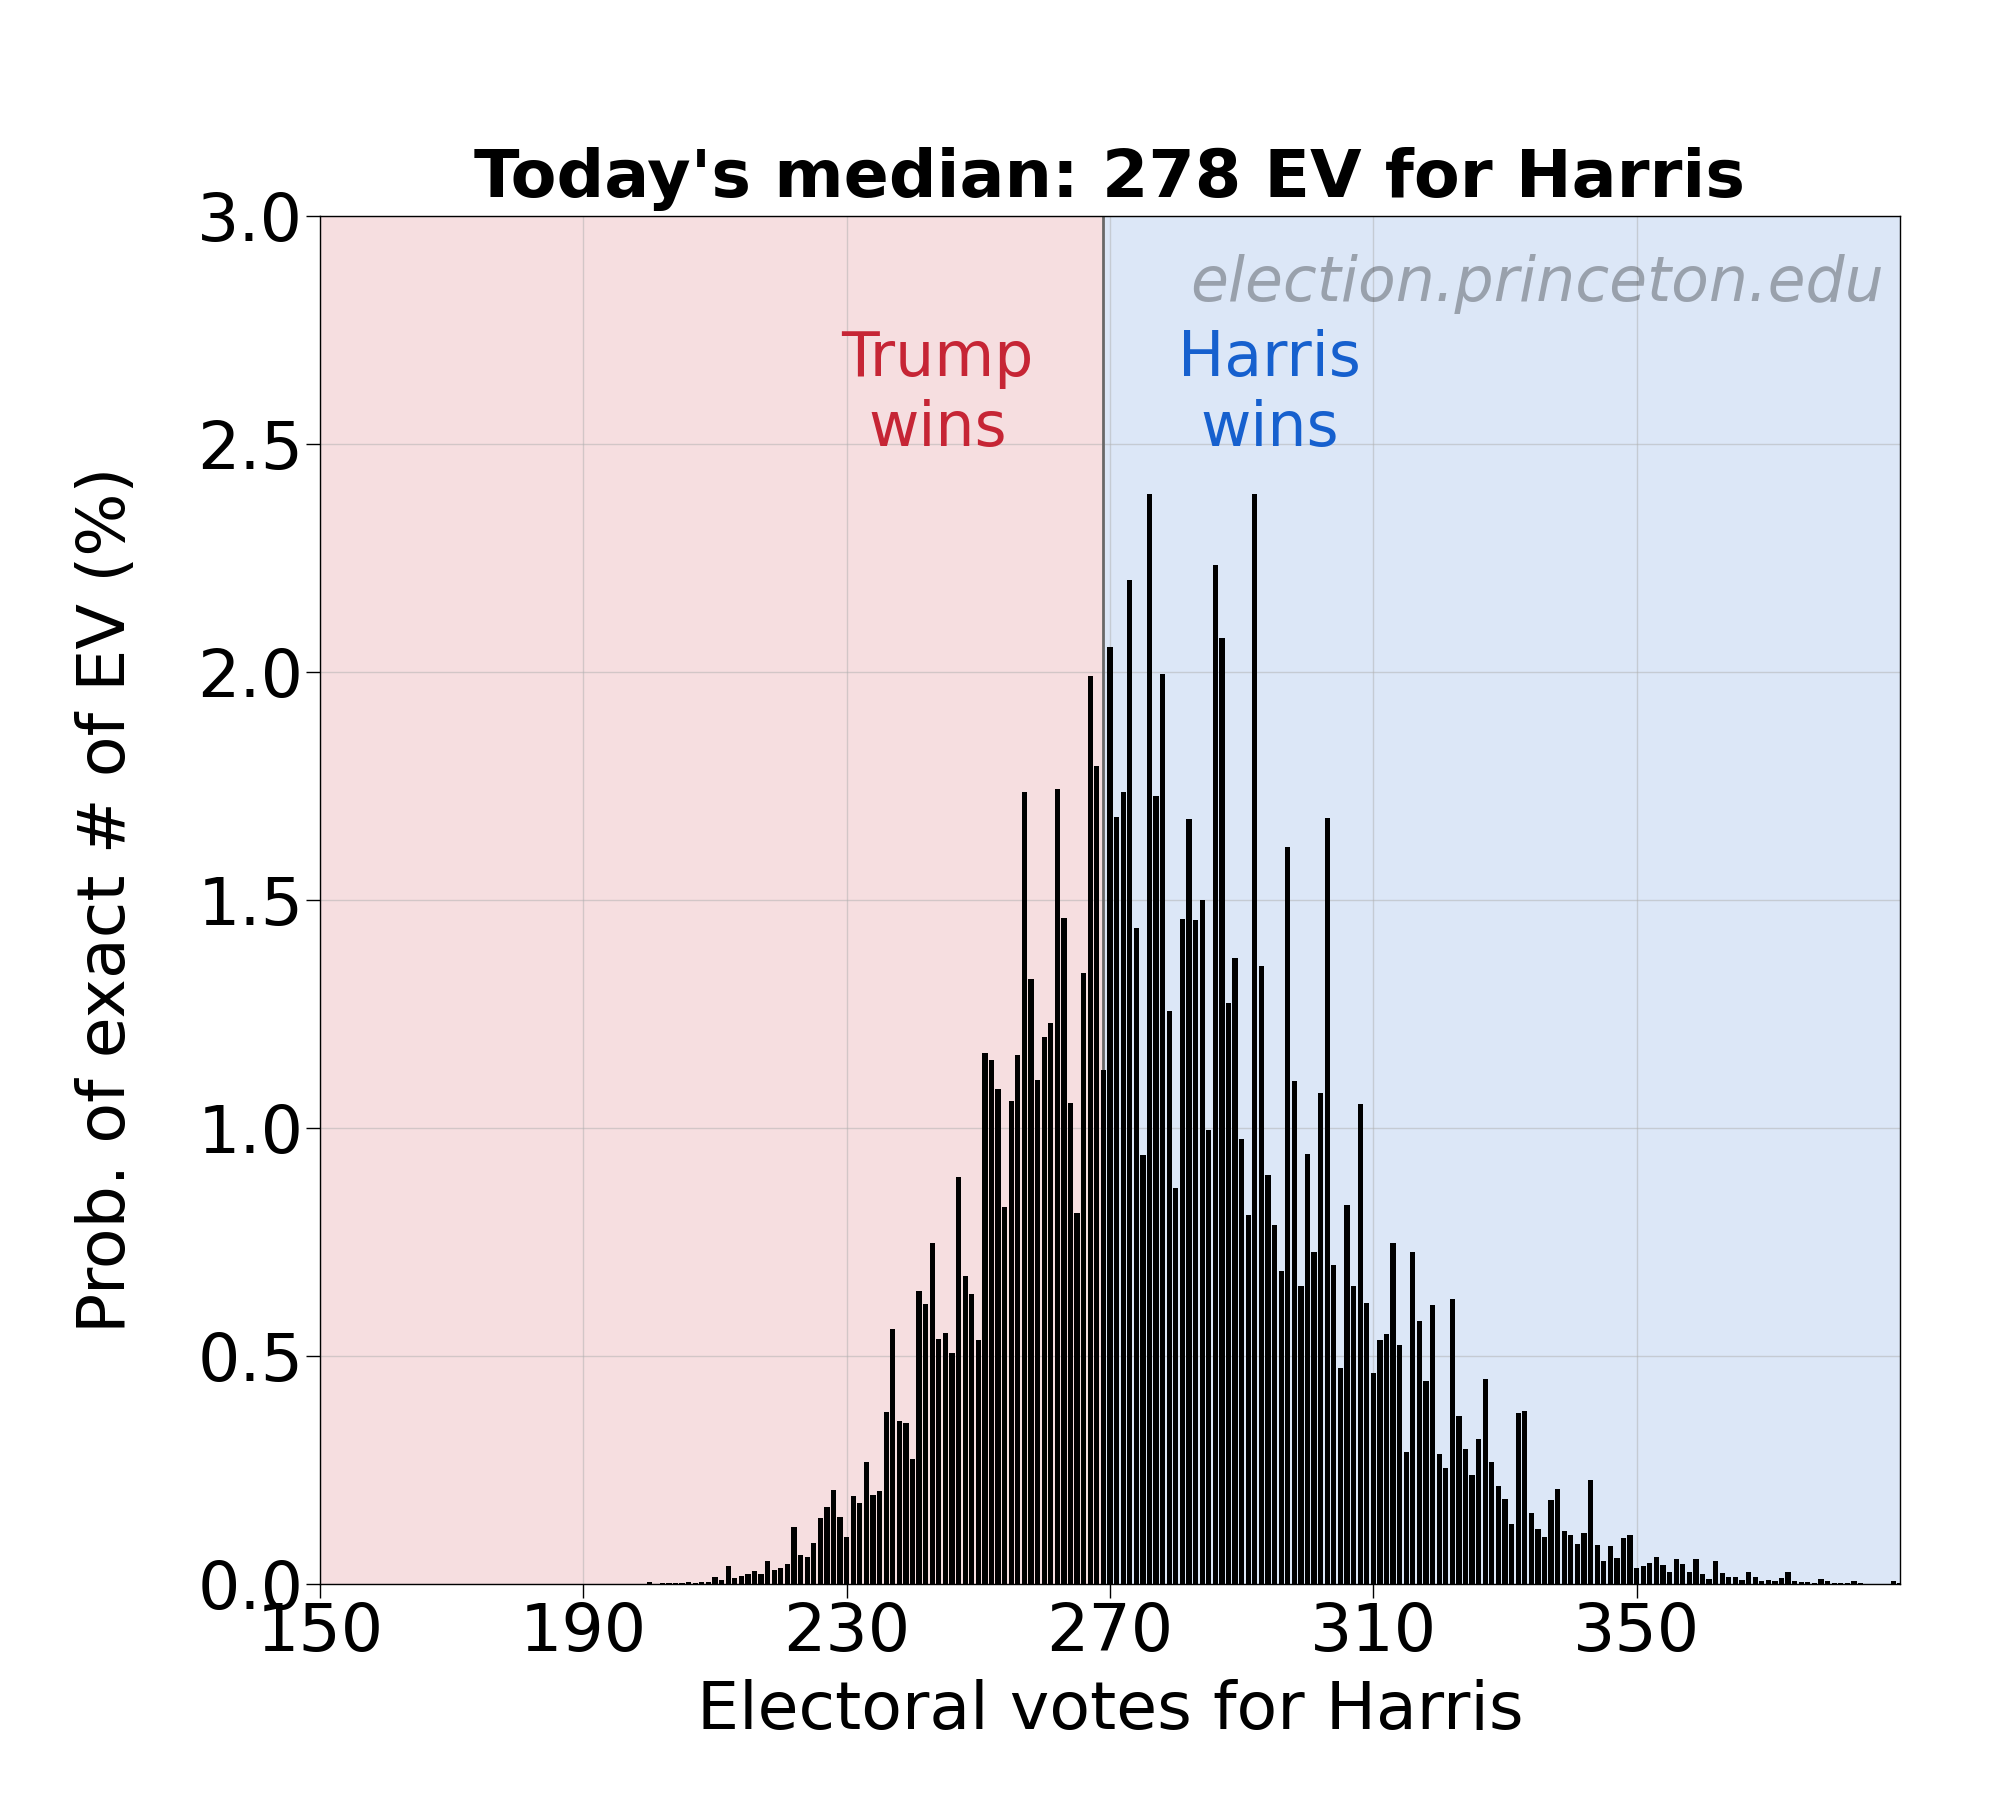 Today's median: 278 EV for Harris
election.princeton.edu
Trump
wins
Harris
wins
Prob. of exact # of EV (%)
3.0
2.5
2.0
1.5
1.0
0.5
0.0
150 190 230 270 310 350
Electoral votes for Harris